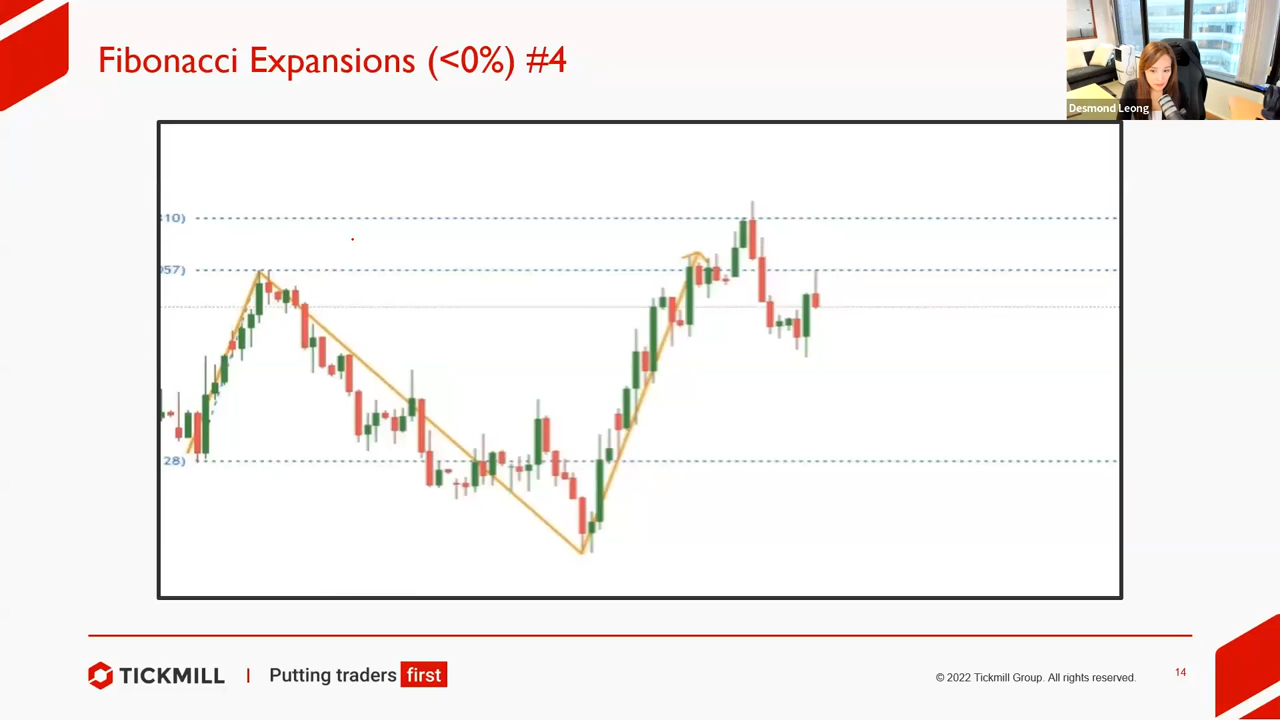 Fibonacci Expansions (<0%) #4
Desmond Leong
310)
957)
28)
TICKMILL | Putting traders first
© 2022 Tickmill Group. All rights reserved.
14